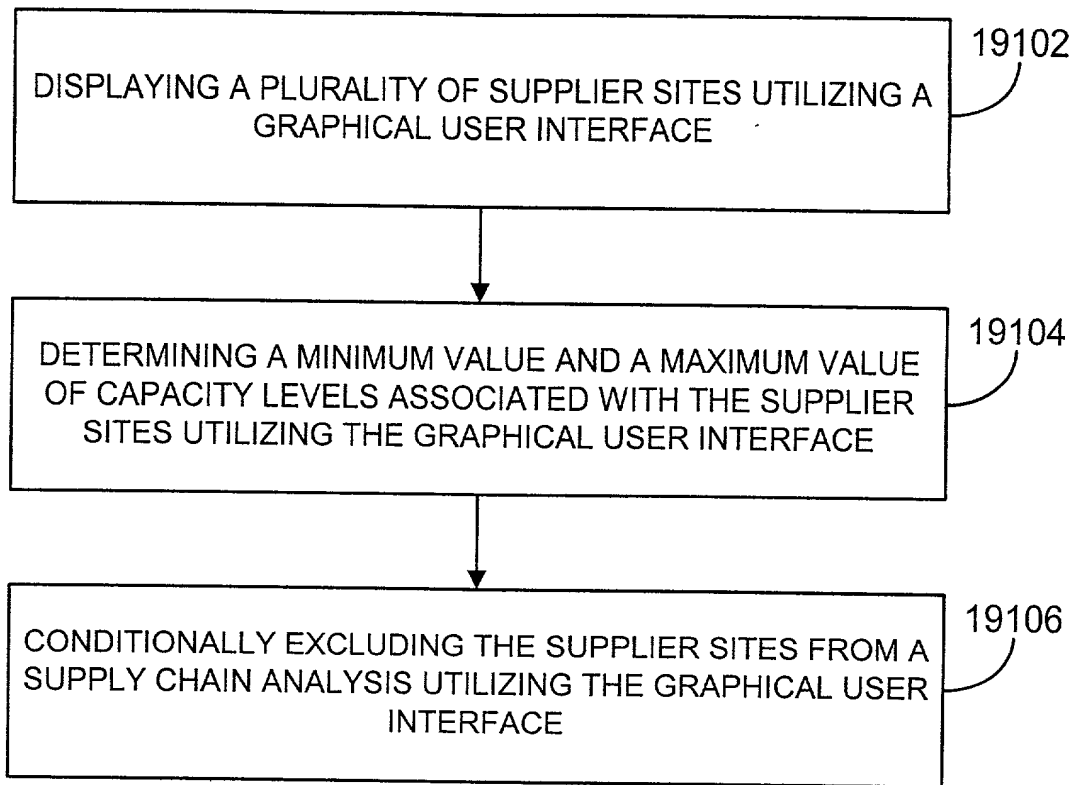 19102
DISPLAYING A PLURALITY OF SUPPLIER SITES UTILIZING A
GRAPHICAL USER INTERFACE
19104
DETERMINING A MINIMUM VALUE AND A MAXIMUM VALUE
OF CAPACITY LEVELS ASSOCIATED WITH THE SUPPLIER
SITES UTILIZING THE GRAPHICAL USER INTERFACE
19106
CONDITIONALLY EXCLUDING THE SUPPLIER SITES FROM A
SUPPLY CHAIN ANALYSIS UTILIZING THE GRAPHICAL USER
INTERFACE